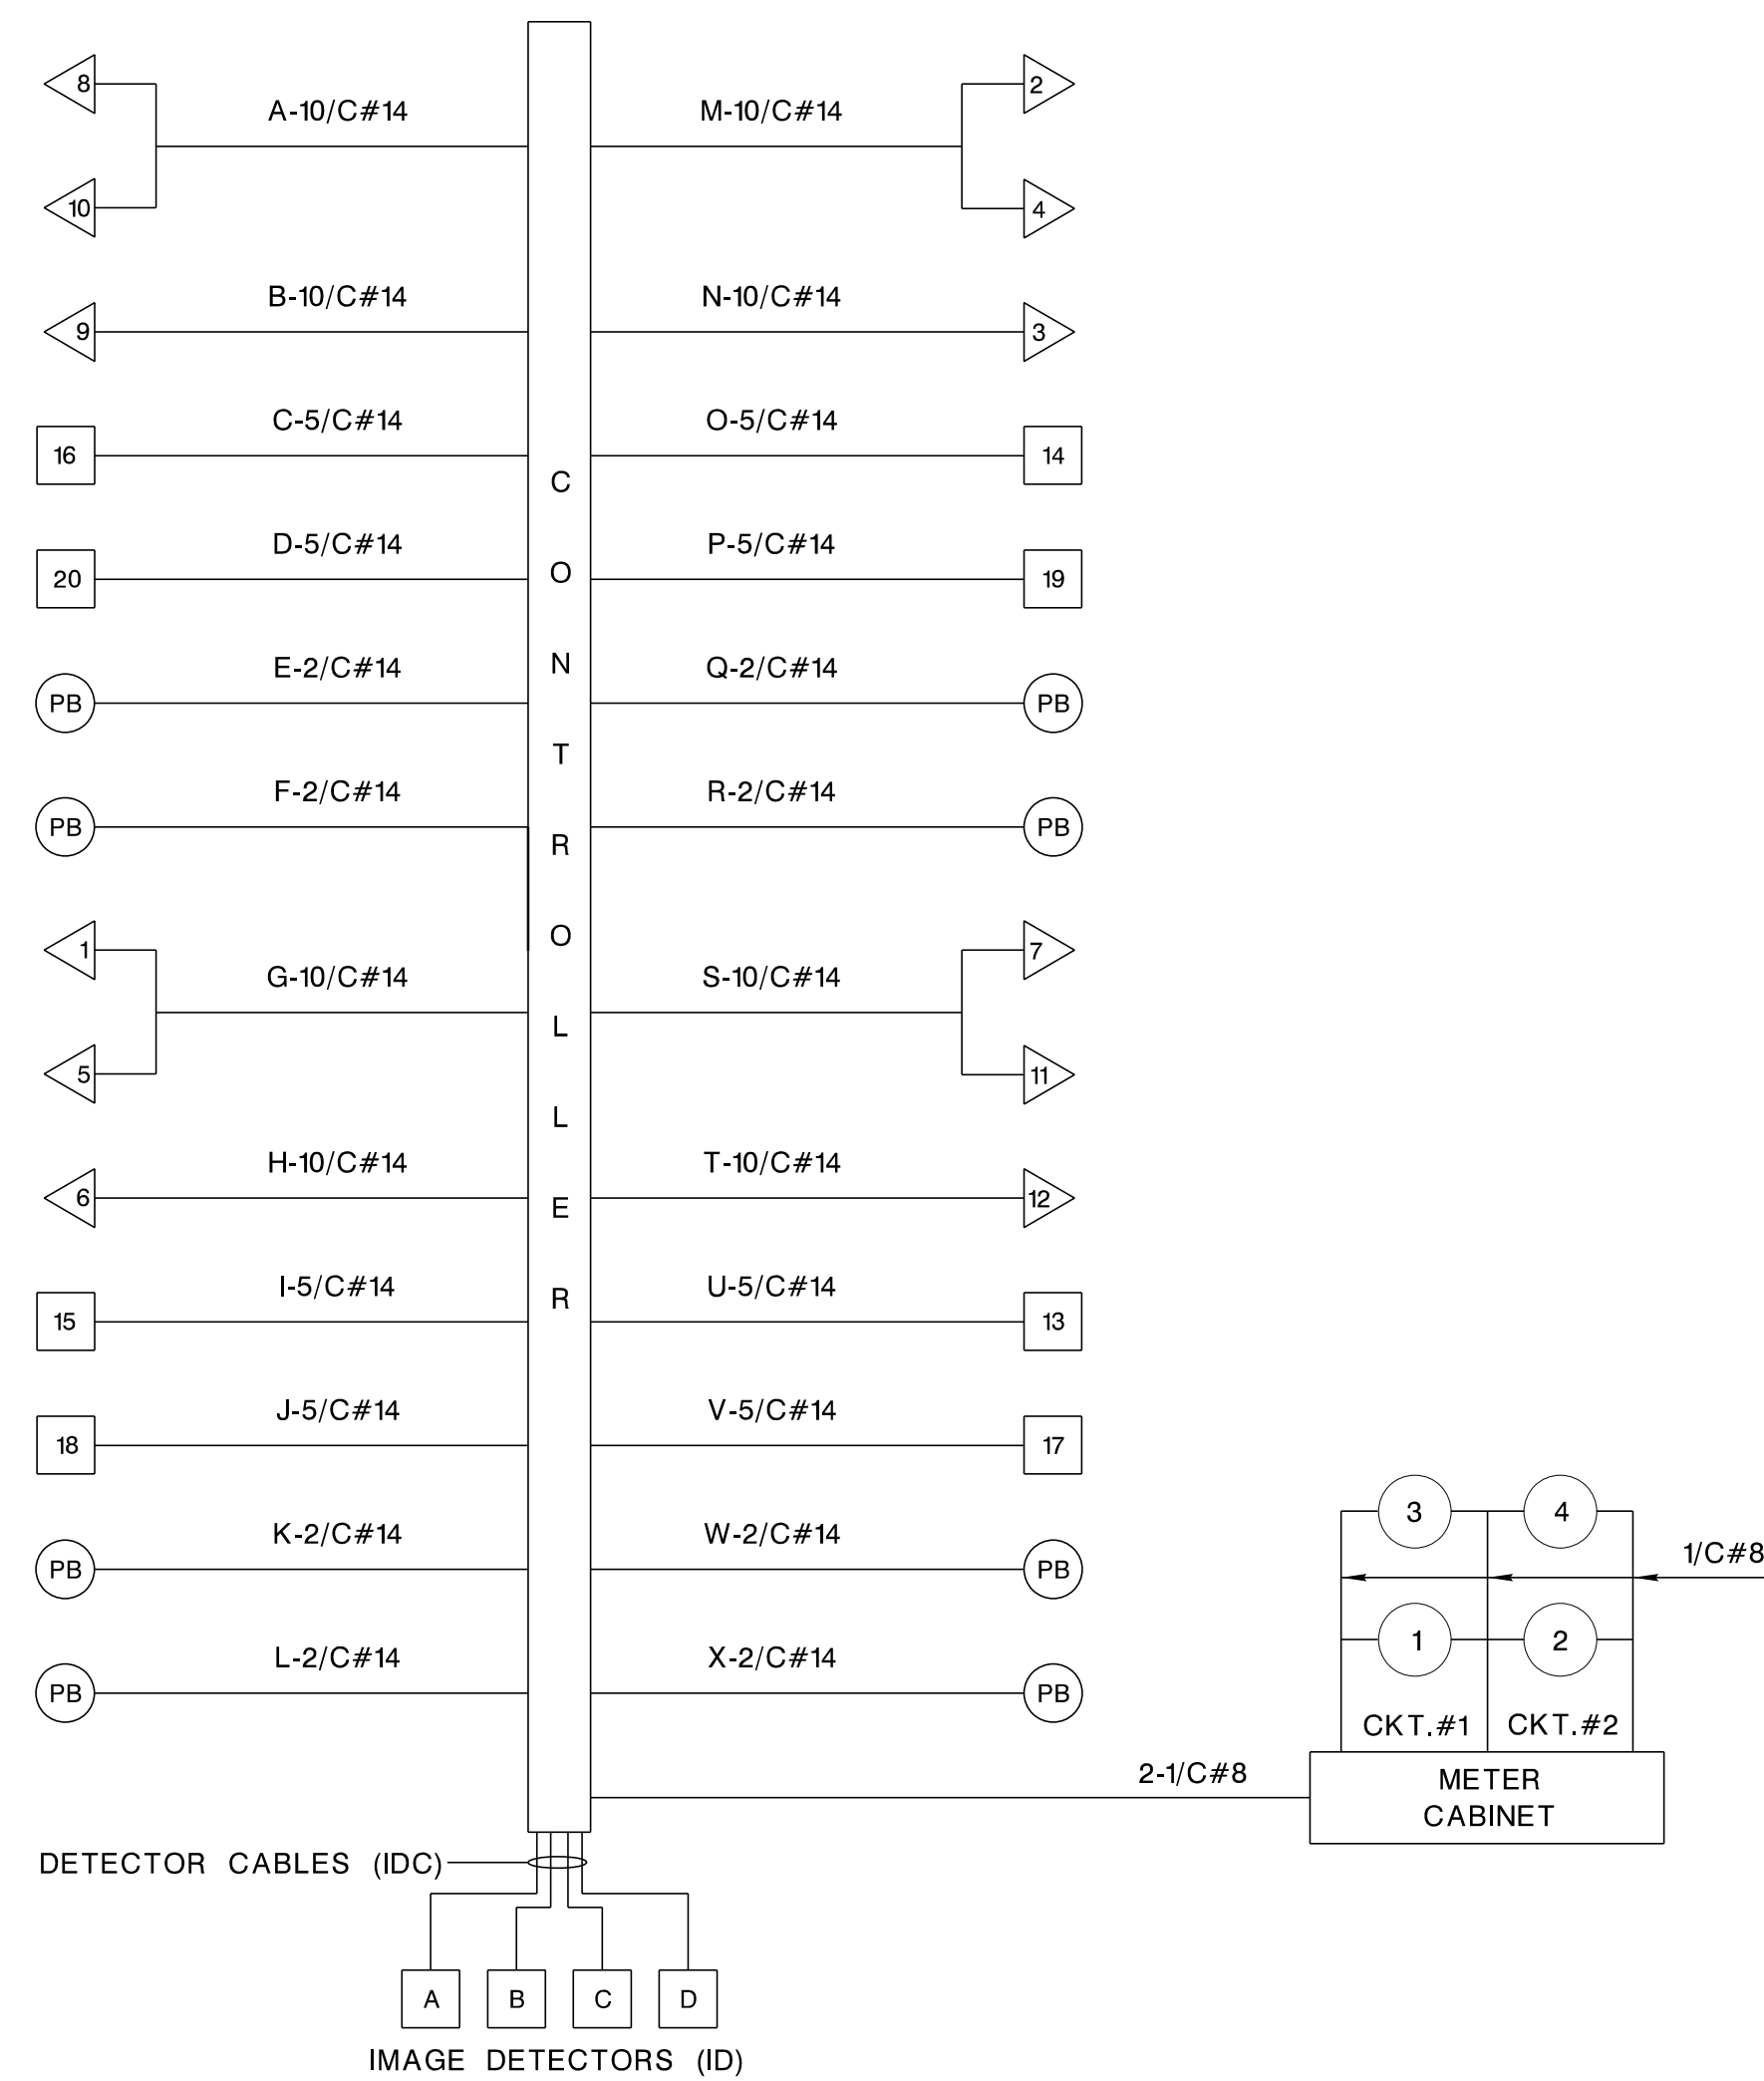 8 2
A-10/C#14 M-10/C#14
10 4
B-10/C#14 N-10/C#14
9 3
C-5/C#14 O-5/C#14
16 14
D-5/C#14 P-5/C#14
20 19
E-2/C#14 Q-2/C#14
PB PB
F-2/C#14 R-2/C#14
PB PB
CONTROLLER
1 7
G-10/C#14 S-10/C#14
5 11
H-10/C#14 T-10/C#14
6 12
I-5/C#14 U-5/C#14
15 13
J-5/C#14 V-5/C#14
18 17
3 4
K-2/C#14 W-2/C#14
1/C#8
PB PB
1 2
L-2/C#14 X-2/C#14
PB PB
CKT.#1 CKT.#2
2-1/C#8
METER
CABINET
DETECTOR CABLES (IDC)
A B C D
IMAGE DETECTORS (ID)